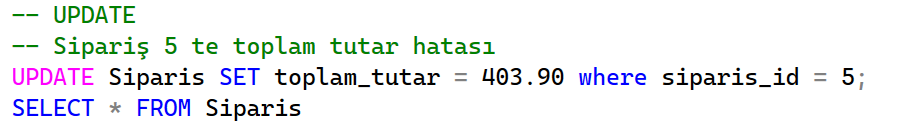 -- UPDATE
-- Sipariş 5 te toplam tutar hatası
UPDATE Siparis SET toplam_tutar = 403.90 where siparis_id = 5;
SELECT * FROM Siparis